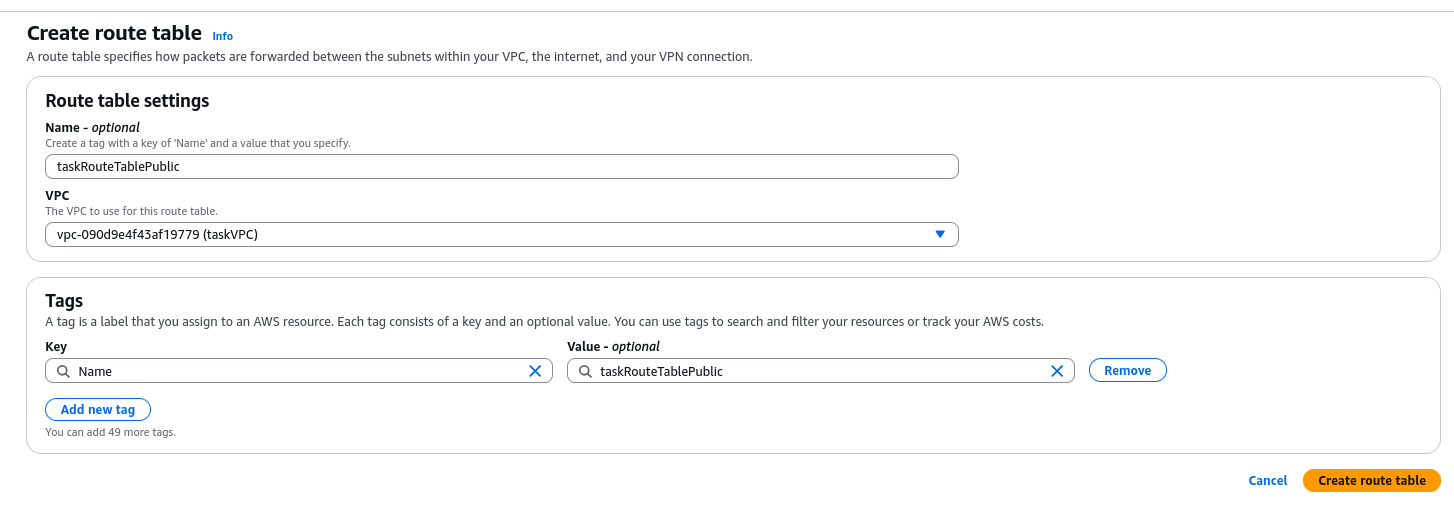 Create route table Info
A route table specifies how packets are forwarded between the subnets within your VPC, the internet, and your VPN connection.
Route table settings
Name - optional
Create a tag with a key of 'Name' and a value that you specify.
taskRouteTablePublic
VPC
The VPC to use for this route table.
vpc-090d9e4f43af19779 (taskVPC)
Tags
A tag is a label that you assign to an AWS resource. Each tag consists of a key and an optional value. You can use tags to search and filter your resources or track your AWS costs.
Key Value - optional
Name taskRouteTablePublic Remove
Add new tag
You can add 49 more tags.
Cancel Create route table